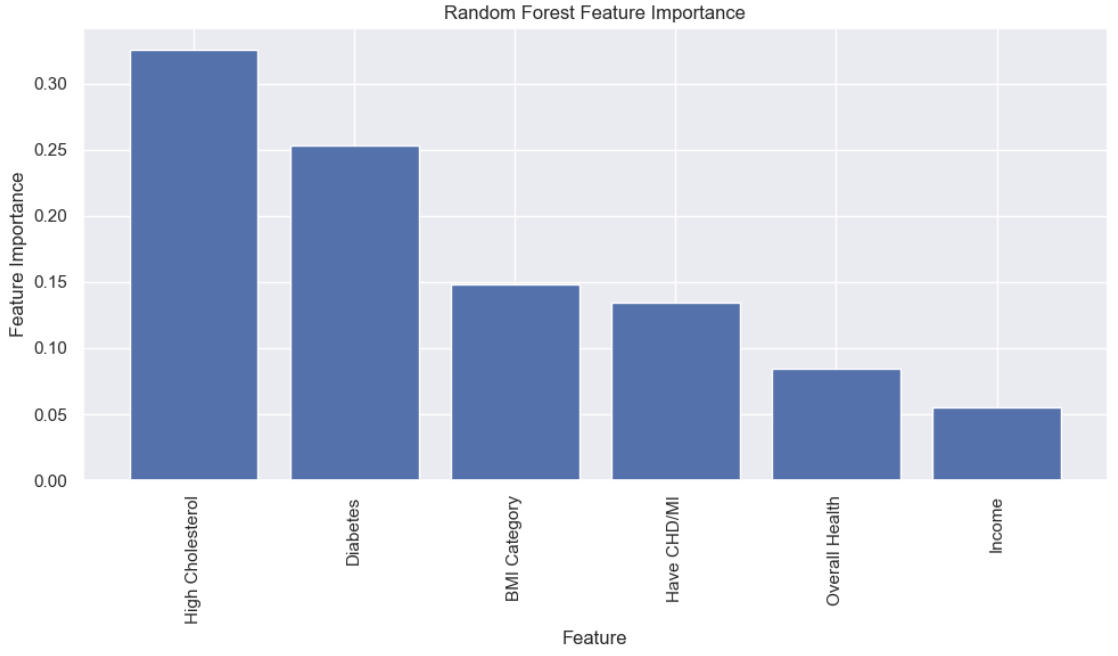 Random Forest Feature Importance
Feature Importance
0.30
0.25
0.20
0.15
0.10
0.05
0.00
High Cholesterol
Diabetes
BMI Category
Have CHD/MI
Overall Health
Income
Feature